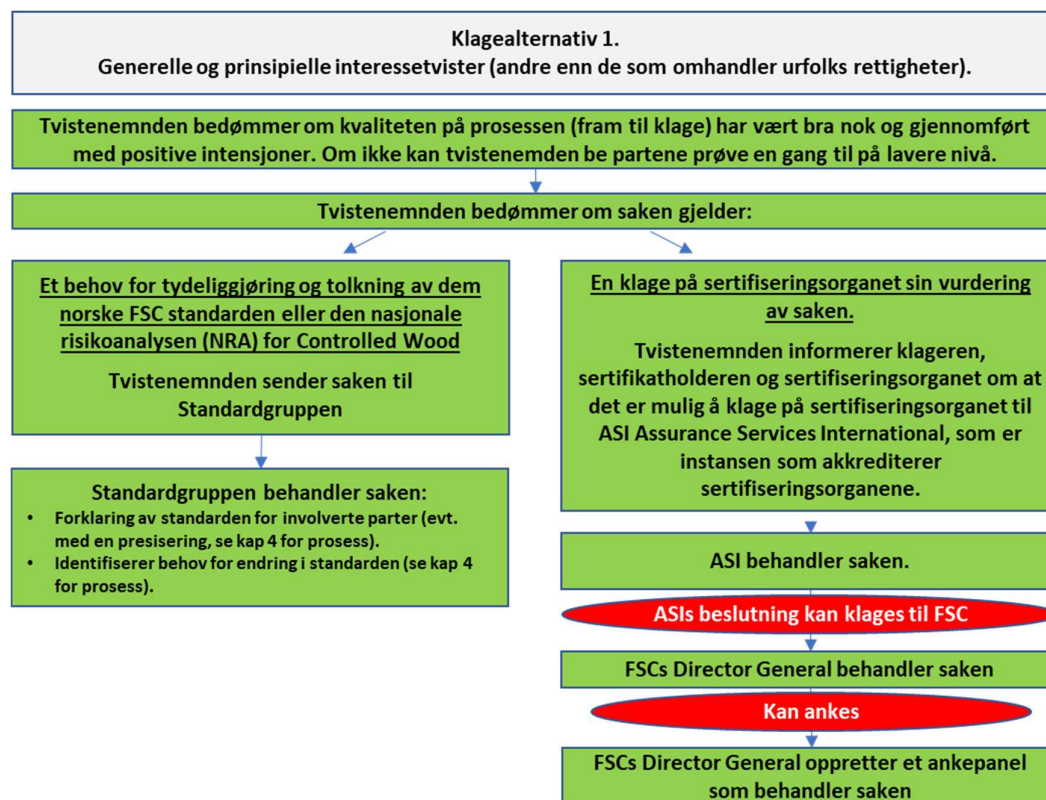 Klagealternativ 1.
Generelle og prinsipielle interessetvister (andre enn de som omhandler urfolks rettigheter).
Tvistenemnden bedømmer om kvaliteten på prosessen (fram til klage) har vært bra nok og gjennomført
med positive intensjoner. Om ikke kan tvistenemden be partene prøve en gang til på lavere nivå.
Tvistenemnden bedømmer om saken gjelder:
Et behov for tydeliggjøring og tolkning av dem
norske FSC standarden eller den nasjonale
risikoanalysen (NRA) for Controlled Wood
Tvistenemnden sender saken til
Standardgruppen
Standardgruppen behandler saken:
• Forklaring av standarden for involverte parter (evt.
med en presisering, se kap 4 for prosess).
• Identifiserer behov for endring i standarden (se kap 4
for prosess).
En klage på sertifiseringsorganet sin vurdering
av saken.
Tvistenemnden informerer klageren,
sertifikatholderen og sertifiseringsorganet om at
det er mulig å klage på sertifiseringsorganet til
ASI Assurance Services International, som er
instansen som akkrediterer
sertifiseringsorganene.
ASI behandler saken.
ASIs beslutning kan klages til FSC
FSCs Director General behandler saken
Kan ankes
FSCs Director General oppretter et ankepanel
som behandler saken